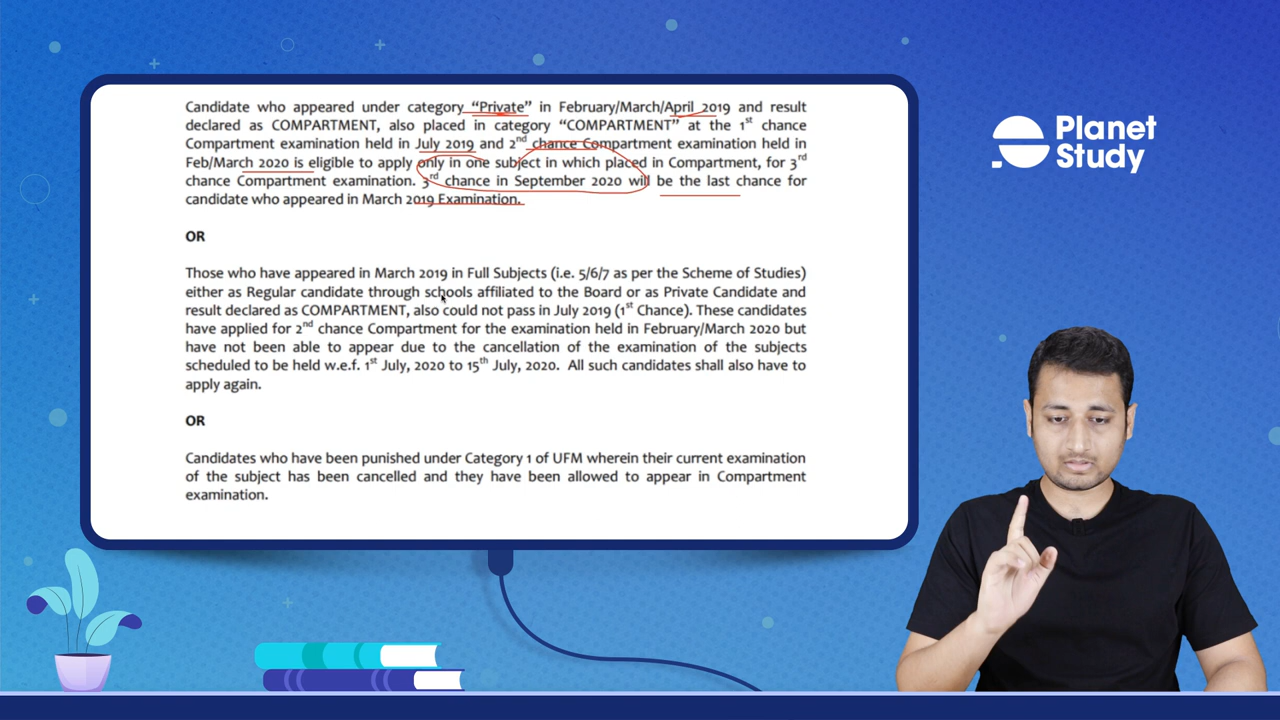 Candidate who appeared under category "Private" in February/March/April 2019 and result
declared as COMPARTMENT, also placed in category "COMPARTMENT" at the 1st chance
Compartment examination held in July 2019 and 2nd chance Compartment examination held in
Feb/March 2020 is eligible to apply only in one subject in which placed in Compartment, for 3rd
chance Compartment examination. 3rd chance in September 2020 will be the last chance for
candidate who appeared in March 2019 Examination.
OR
Those who have appeared in March 2019 in Full Subjects (i.e. 5/6/7 as per the Scheme of Studies)
either as Regular candidate through schools affiliated to the Board or as Private Candidate and
result declared as COMPARTMENT, also could not pass in July 2019 (1st Chance). These candidates
have applied for 2nd chance Compartment for the examination held in February/March 2020 but
have not been able to appear due to the cancellation of the examination of the subjects
scheduled to be held w.e.f. 1st July, 2020 to 15th July, 2020. All such candidates shall also have to
apply again.
OR
Candidates who have been punished under Category 1 of UFM wherein their current examination
of the subject has been cancelled and they have been allowed to appear in Compartment
examination.
Planet
Study